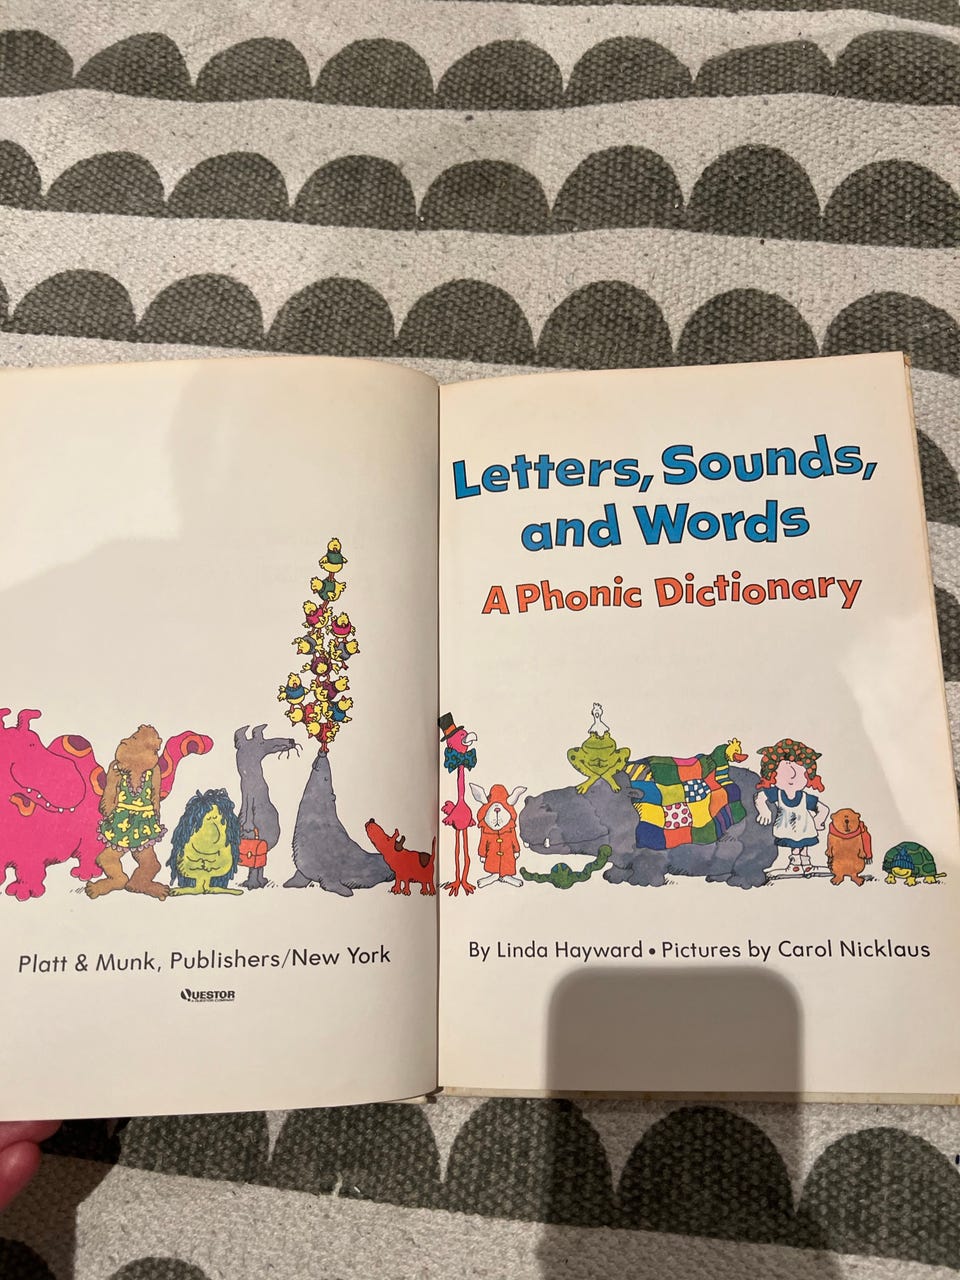 Platt & Munk, Publishers/New York
QUESTOR
Letters, Sounds,
and Words
A Phonic Dictionary
By Linda Hayward • Pictures by Carol Nicklaus